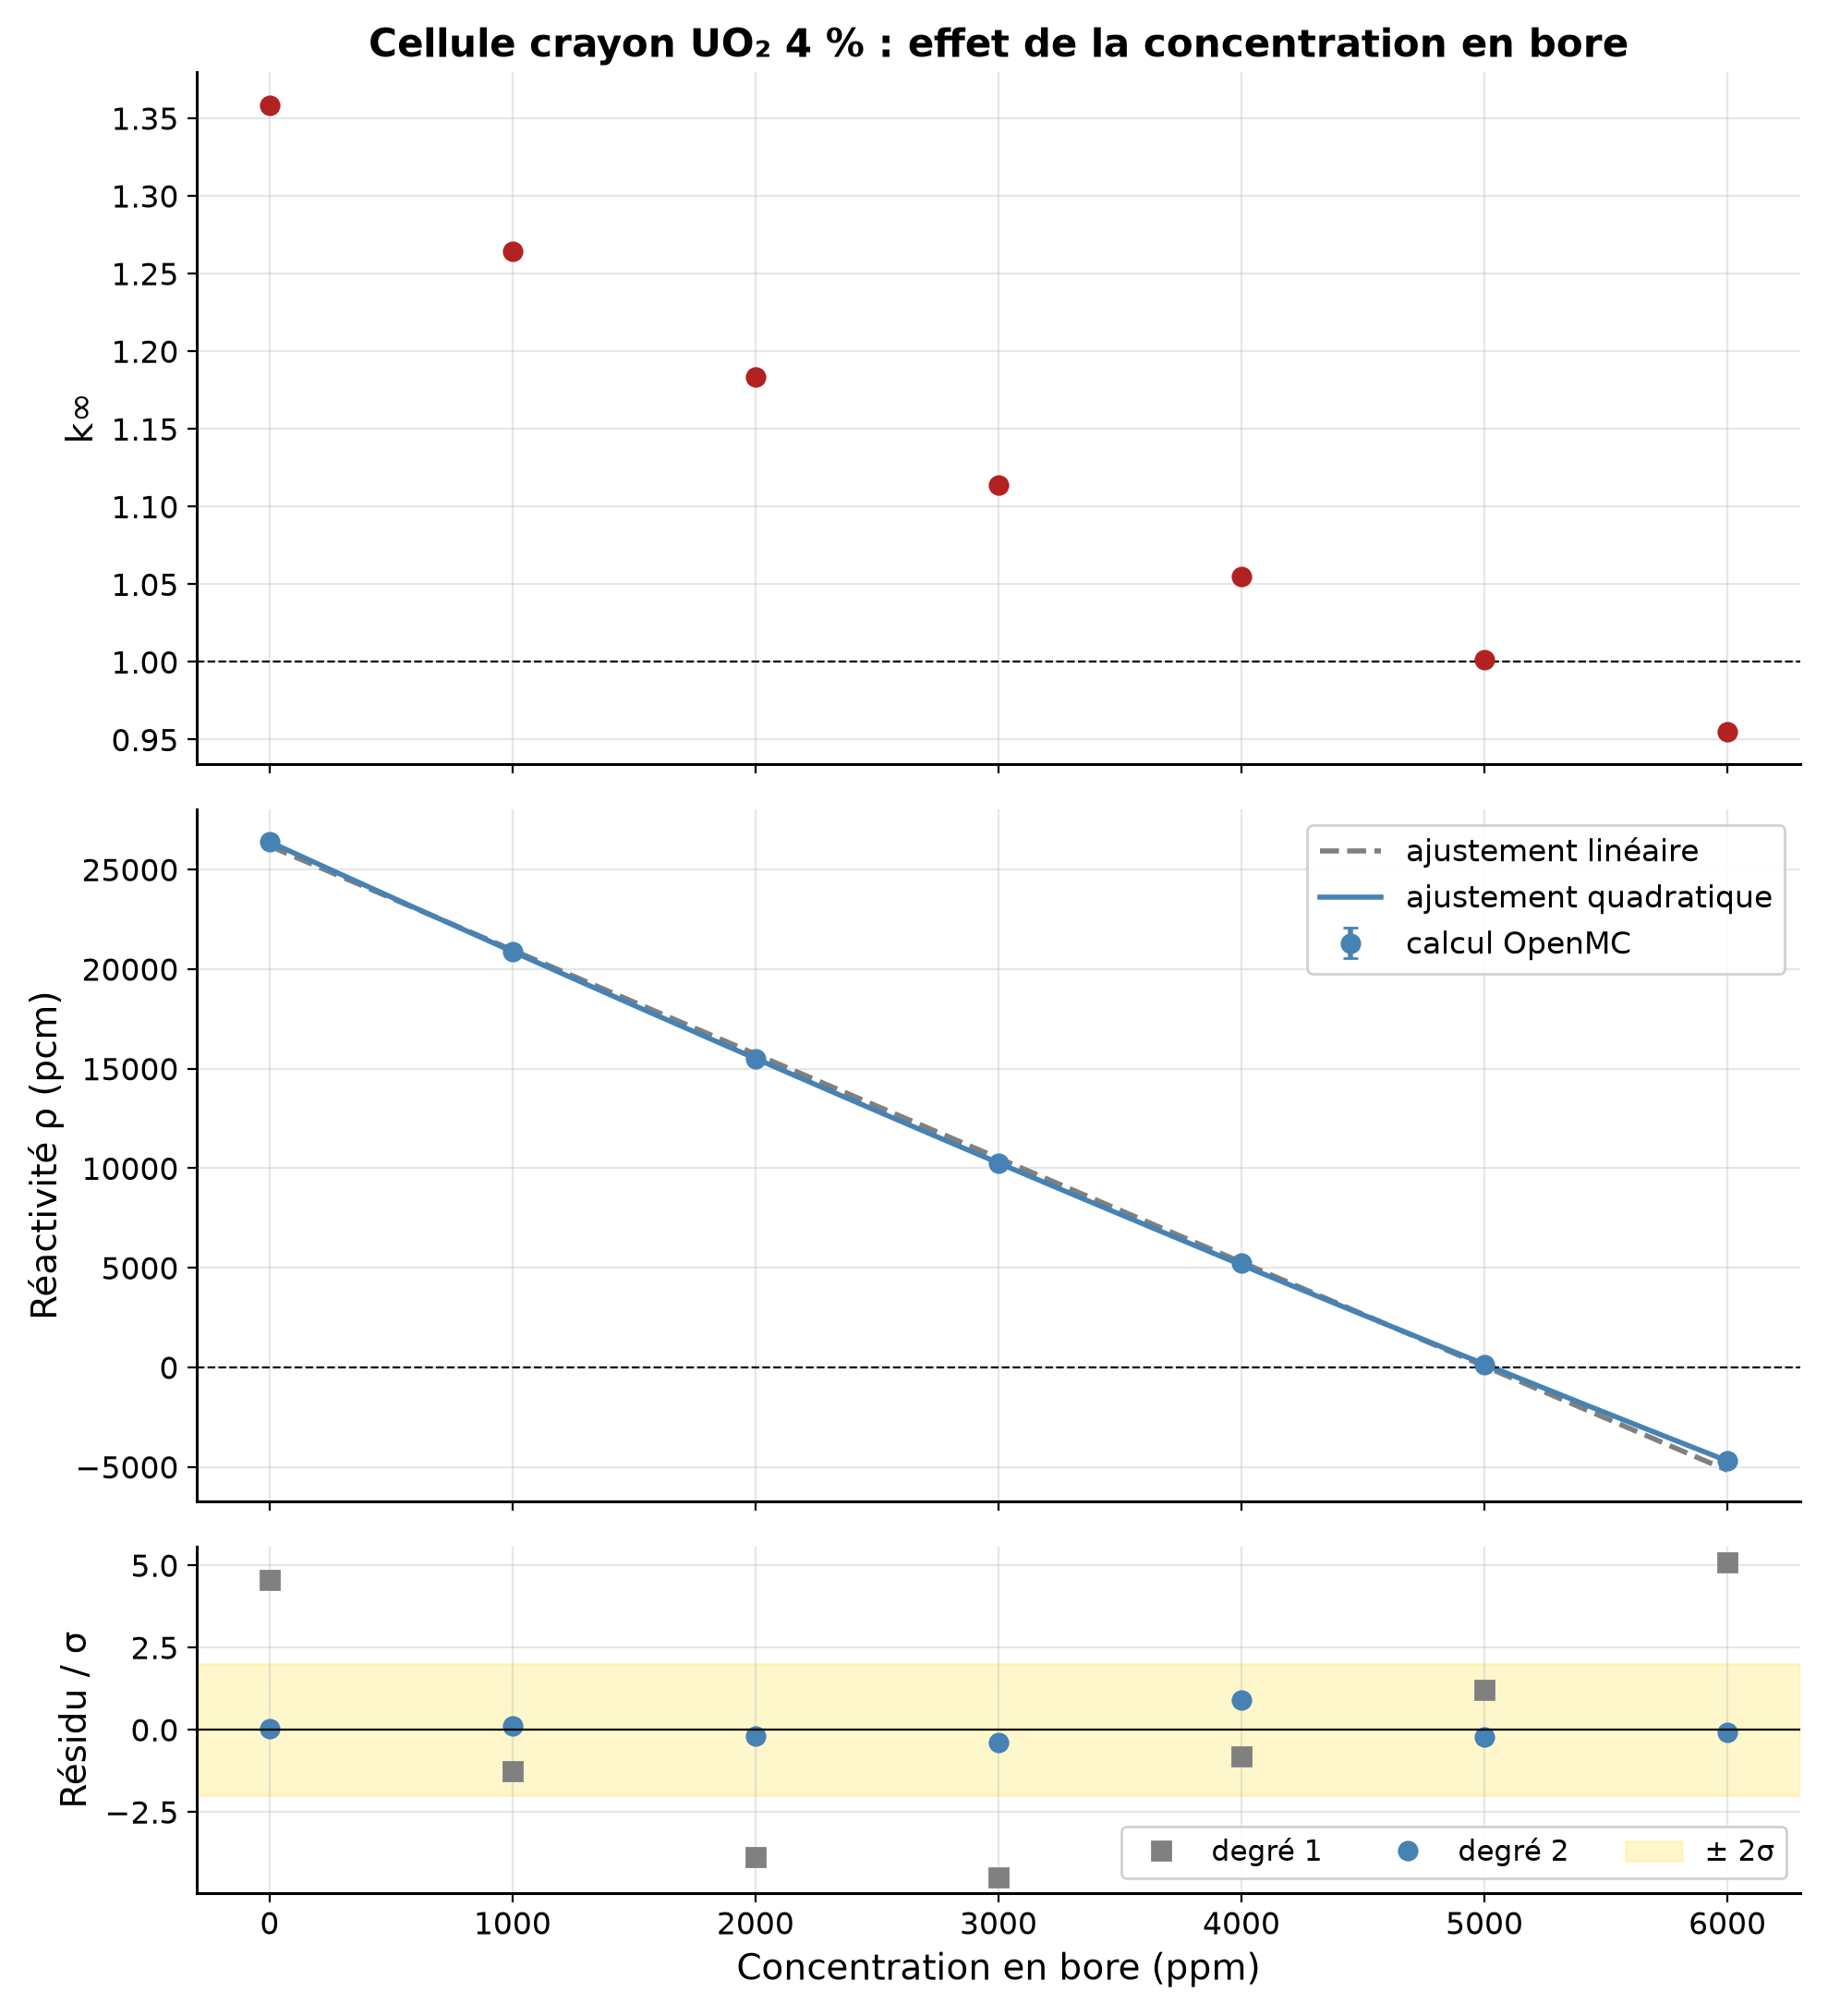 Cellule crayon UO₂ 4 % : effet de la concentration en bore
k∞
1.35
1.30
1.25
1.20
1.15
1.10
1.05
1.00
0.95
Réactivité ρ (pcm)
25000
20000
15000
10000
5000
0
−5000
ajustement linéaire
ajustement quadratique
calcul OpenMC
Résidu / σ
5.0
2.5
0.0
−2.5
degré 1
degré 2
± 2σ
0 1000 2000 3000 4000 5000 6000
Concentration en bore (ppm)